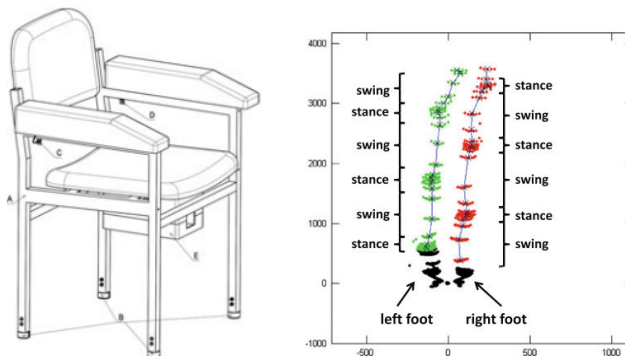 A
B
C
D
E
4000
3000
2000
1000
0
-1000
-500
0
500
1000
swing
stance
swing
stance
swing
stance
stance
swing
stance
swing
stance
swing
left foot
right foot